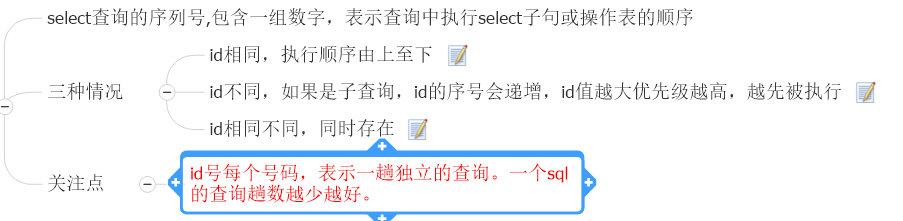 select查询的序列号,包含一组数字，表示查询中执行select子句或操作表的顺序
id相同，执行顺序由上至下
三种情况
id不同，如果是子查询，id的序号会递增，id值越大优先级越高，越先被执行
id相同不同，同时存在
关注点
id号每个号码，表示一趟独立的查询。一个sql
的查询趟数越少越好。